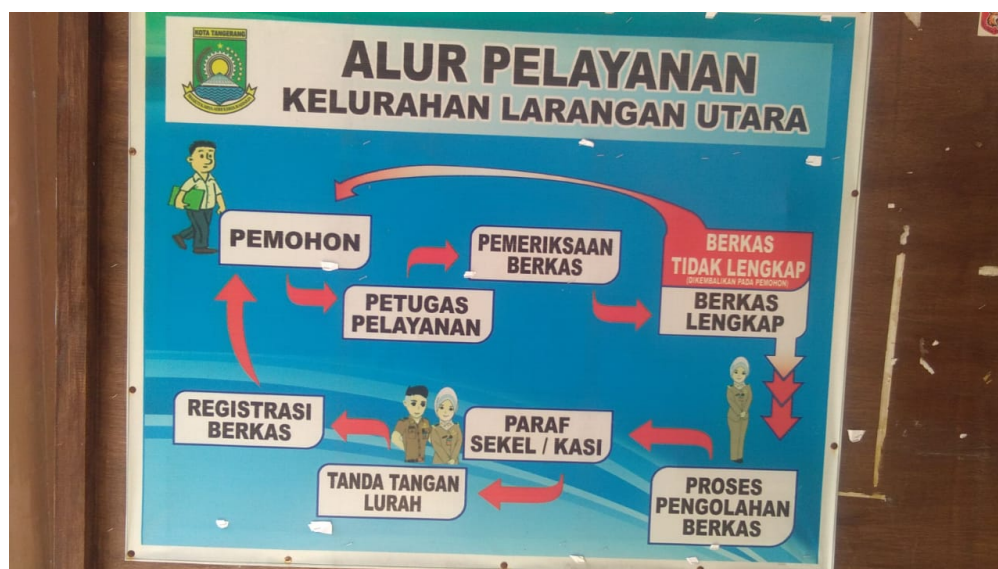 KOTA TANGERANG
ALUR PELAYANAN
KELURAHAN LARANGAN UTARA
PEMOHON
PETUGAS
PELAYANAN
PEMERIKSAAN
BERKAS
BERKAS
TIDAK LENGKAP
(DIKEMBALIKAN PADA PEMOHON)
BERKAS
LENGKAP
PROSES
PENGOLAHAN
BERKAS
PARAF
SEKEL / KASI
TANDA TANGAN
LURAH
REGISTRASI
BERKAS